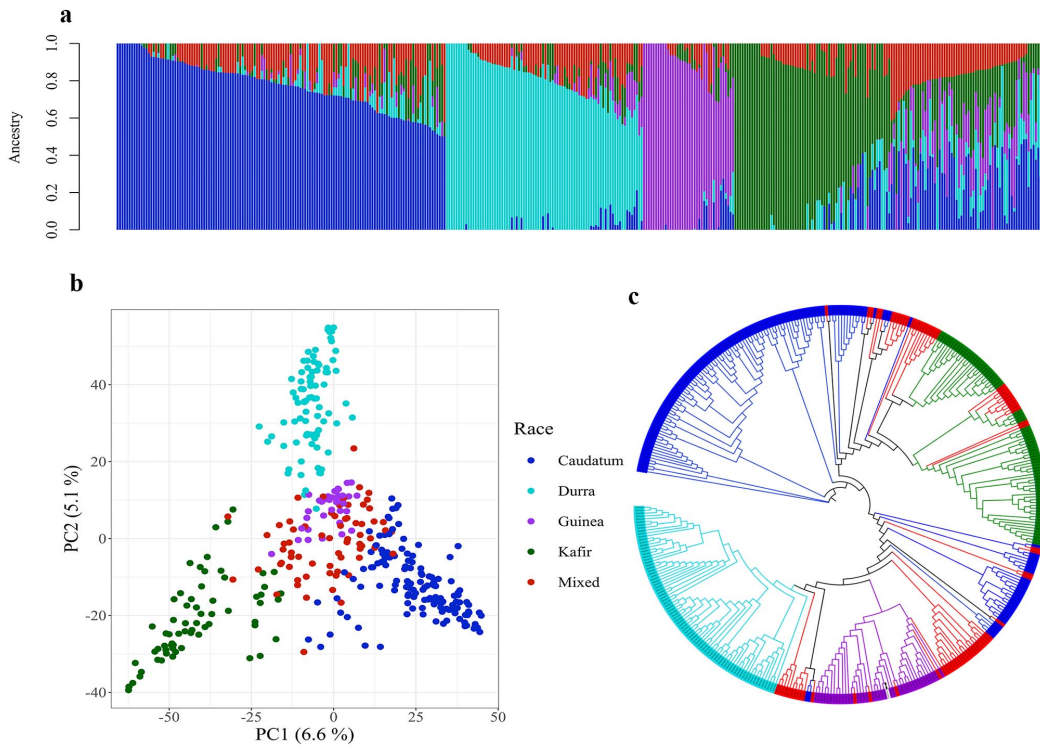 a
1.0
0.8
0.6
0.4
0.2
0.0
Ancestry
b
40
20
0
-20
-40
PC2 (5.1 %)
-50
-25
0
25
50
PC1 (6.6 %)
Race
Caudatum
Durra
Guinea
Kafir
Mixed
c